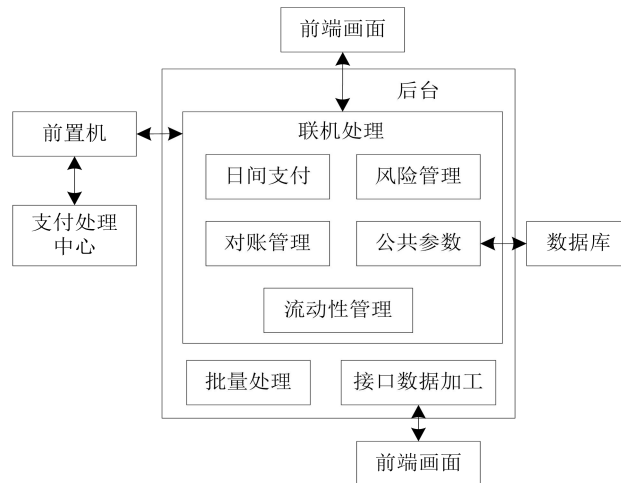 前端画面
后台
前置机
联机处理
日间支付
风险管理
支付处理
中心
对账管理
公共参数
数据库
流动性管理
批量处理
接口数据加工
前端画面